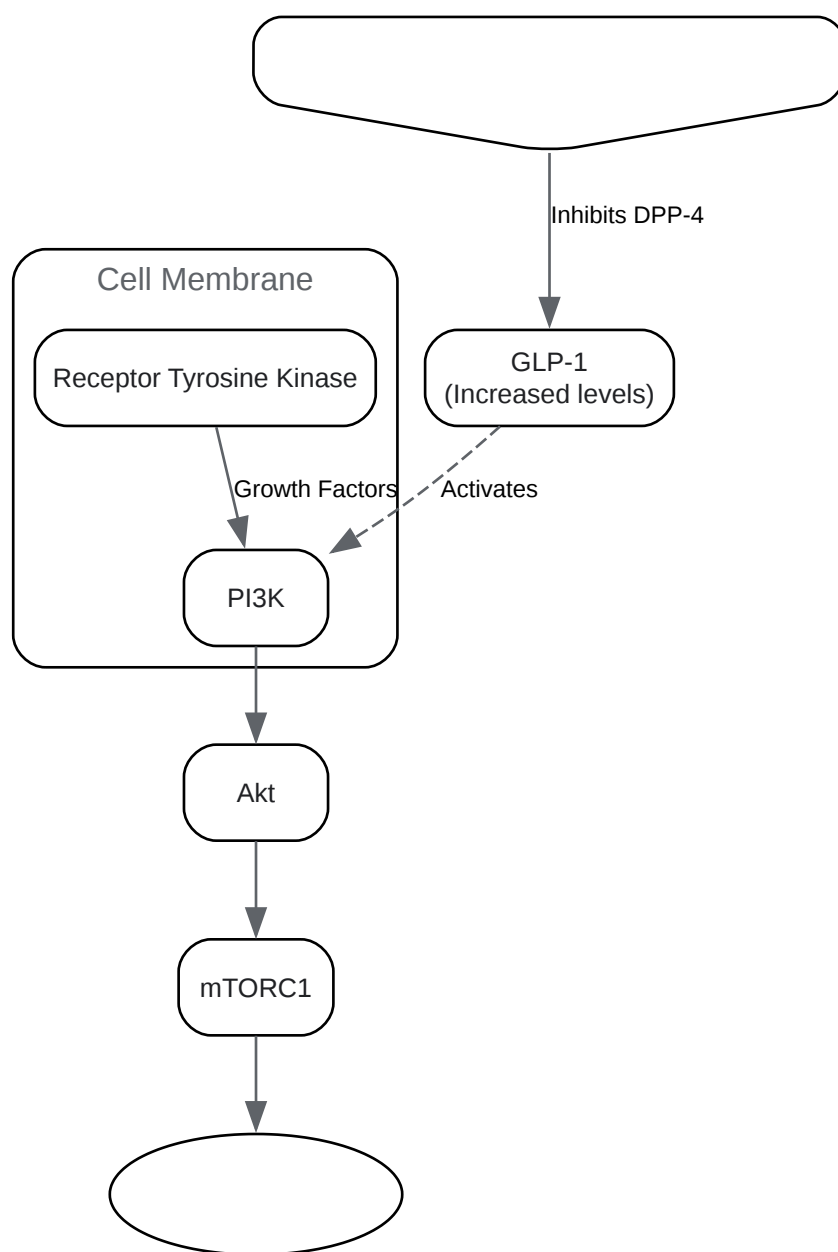 Inhibits DPP-4
Cell Membrane
Receptor Tyrosine Kinase
GLP-1
(Increased levels)
Growth Factors
Activates
PI3K
Akt
mTORC1